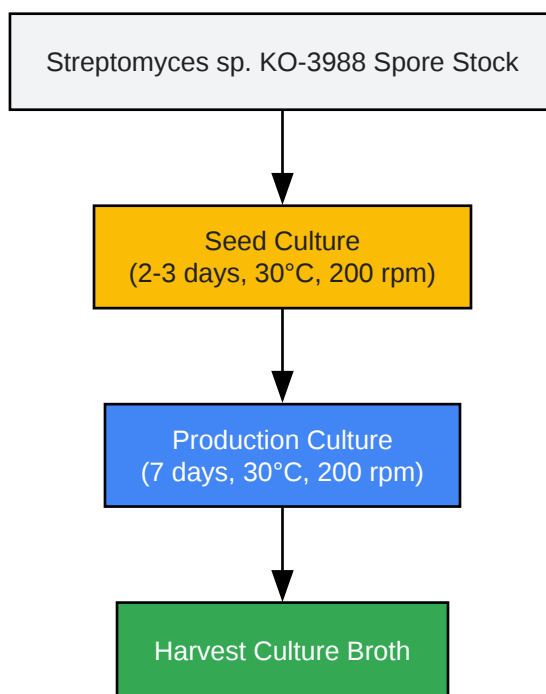 Streptomyces sp. KO-3988 Spore Stock
Seed Culture
(2-3 days, 30°C, 200 rpm)
Production Culture
(7 days, 30°C, 200 rpm)
Harvest Culture Broth